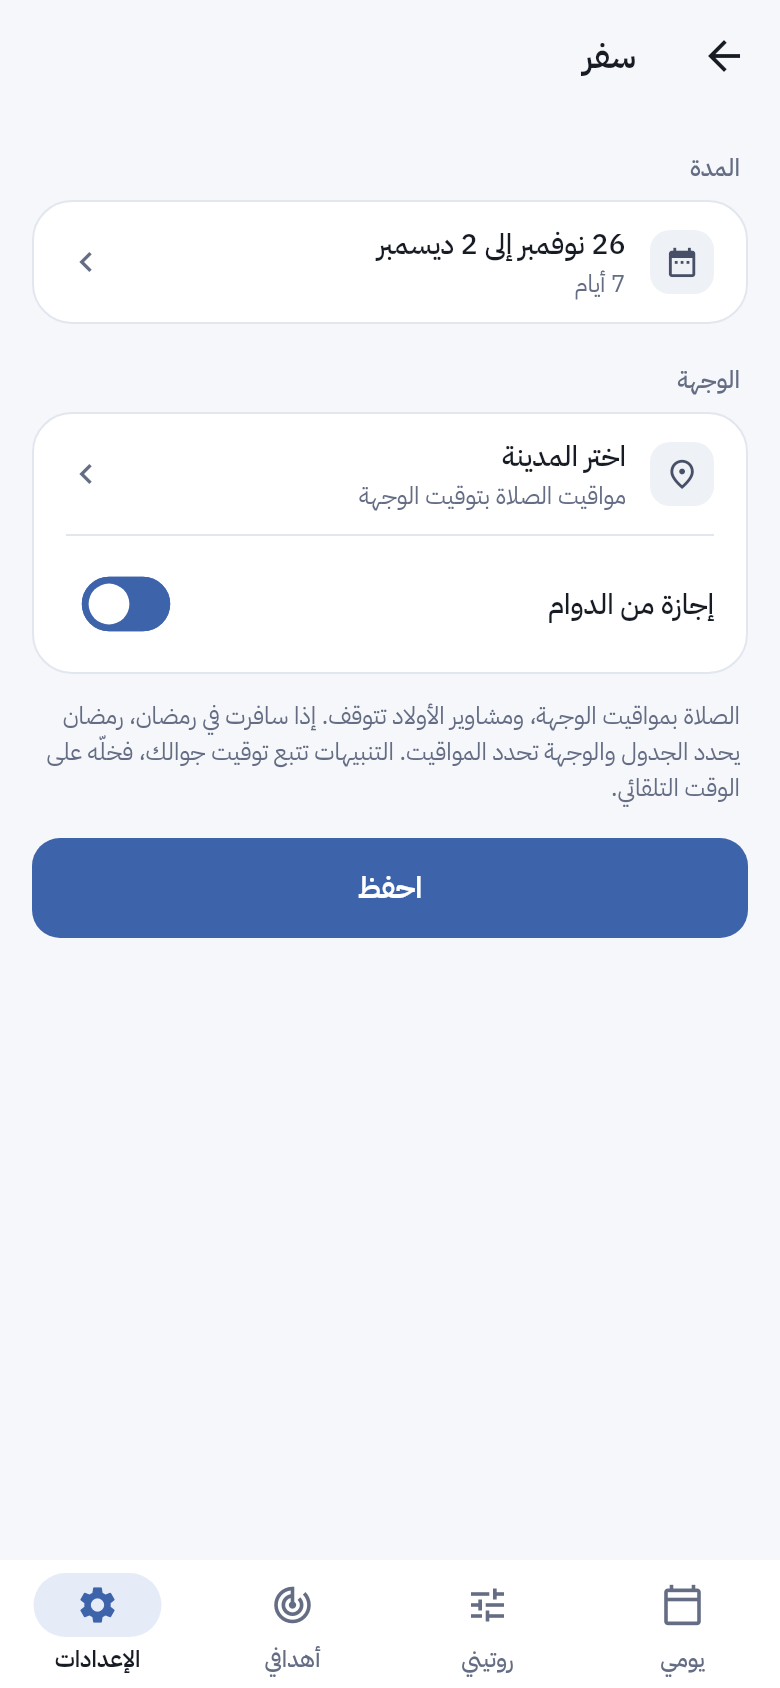 سفر
المدة
26 نوفمبر إلى 2 ديسمبر
7 أيام
الوجهة
اختر المدينة
مواقيت الصلاة بتوقيت الوجهة
إجازة من الدوام
الصلاة بمواقيت الوجهة، ومشاوير الأولاد تتوقف. إذا سافرت في رمضان، رمضان
يحدد الجدول والوجهة تحدد المواقيت. التنبيهات تتبع توقيت جوالك، فخلّه على
الوقت التلقائي.
احفظ
يومي
روتيني
أهدافي
الإعدادات